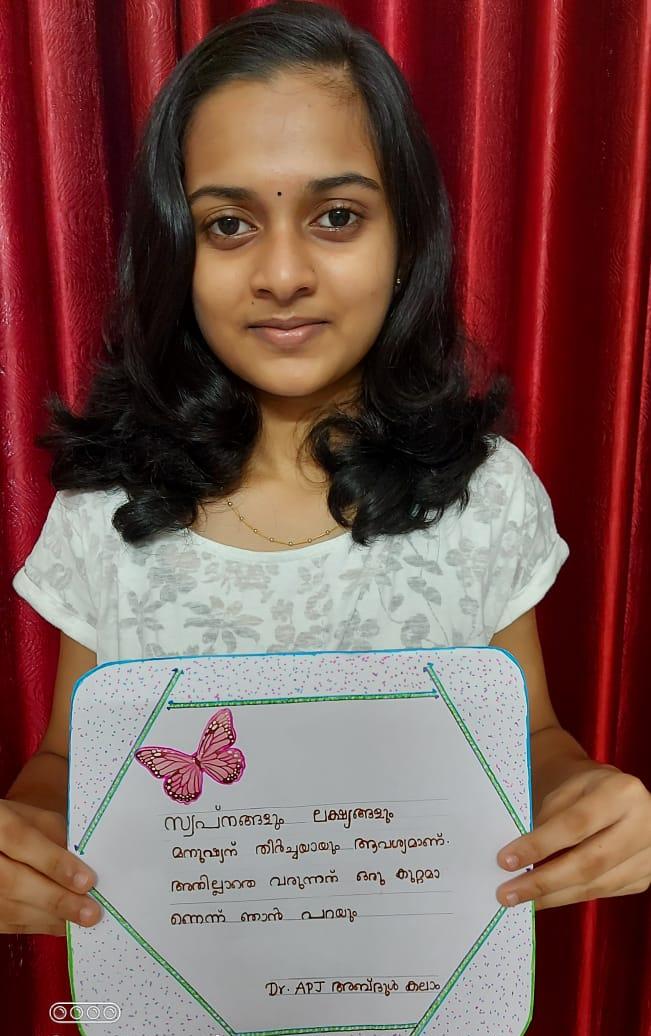 സ്വപ്നങ്ങളും ലക്ഷ്യങ്ങളും
മനുഷ്യന് തീർച്ചയായും ആവശ്യമാണ്.
അതില്ലാതെ വരുന്നന് ഒരു കുറ്റമാ
ണെന്ന് ഞാൻ പറയും
Dr. APJ അബ്ദുൾ കലാം